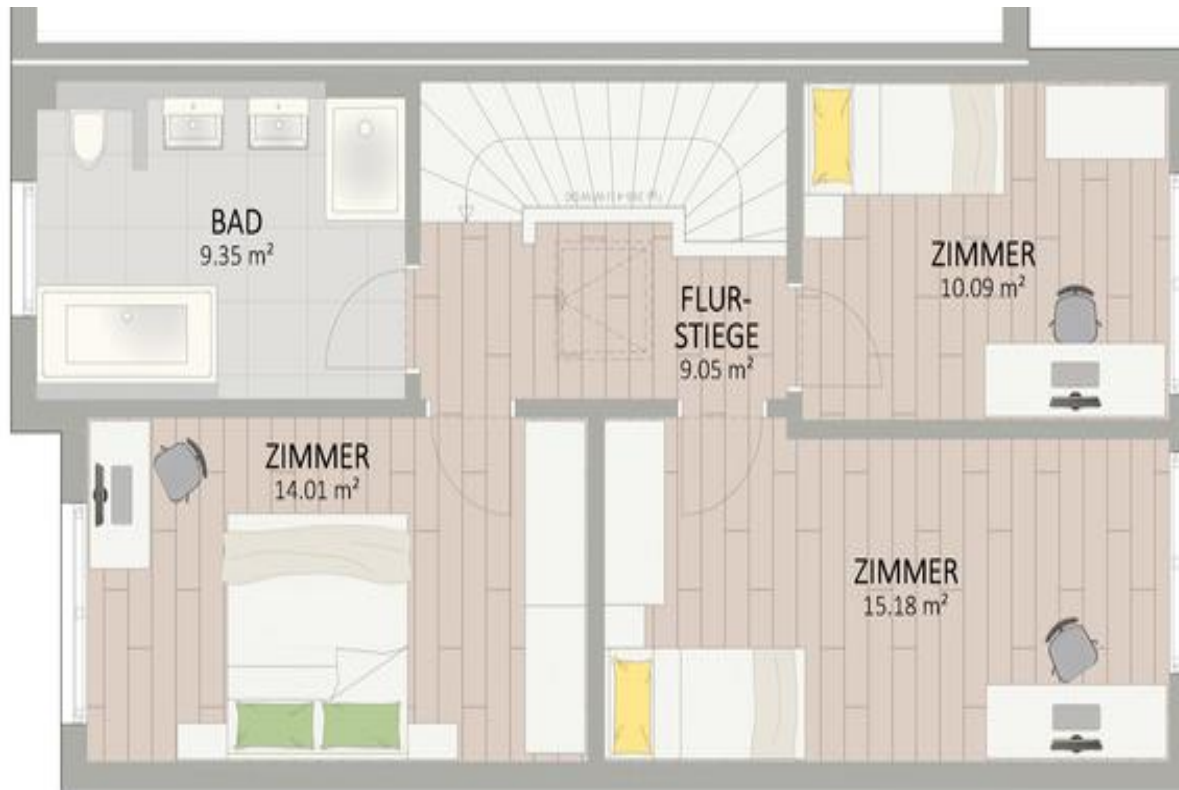 BAD
9.35 m²
ZIMMER
10.09 m²
FLUR-
STIEGE
9.05 m²
ZIMMER
14.01 m²
ZIMMER
15.18 m²